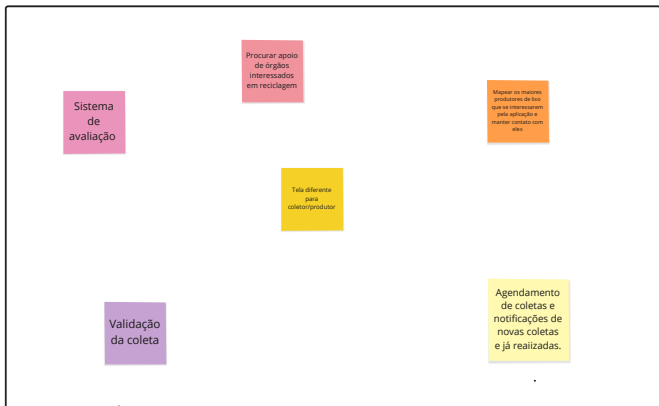 Procurar apoio
de órgãos
interessados
em reciclagem
Sistema
de
avaliação
Mapear os maiores
produtores de lixo
que se interessaram
pela aplicação e
manter contato com
eles
Tela diferente
para
coletor/produtor
Validação
da coleta
Agendamento
de coletas e
notificações de
novas coletas
e já reaiizadas.
.